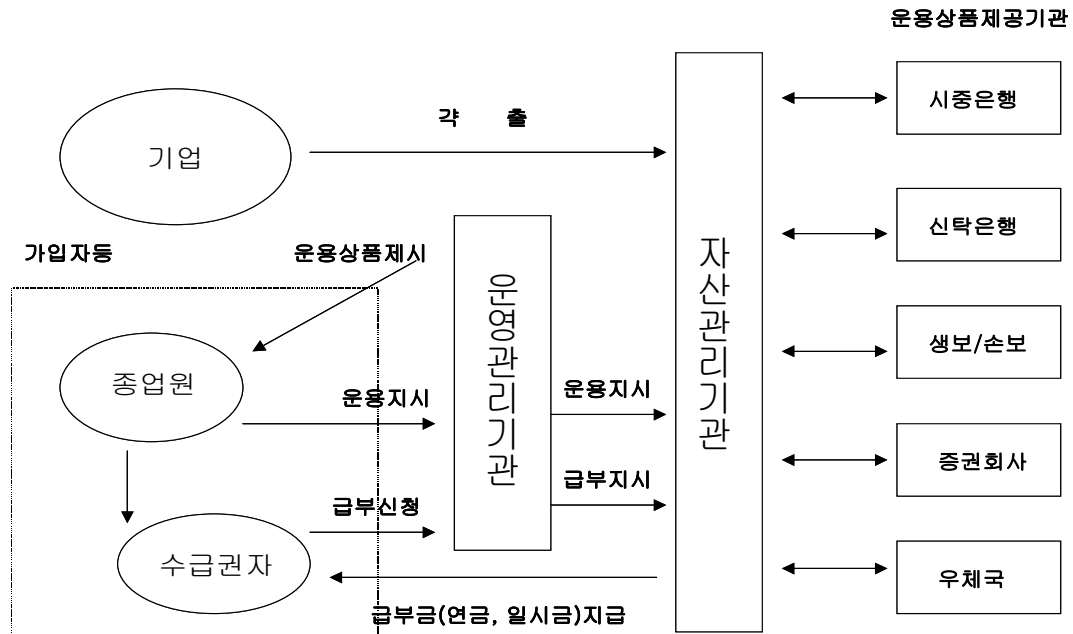 운용상품제공기관
시중은행
각 출
기업
신탁은행
가입자등
운용상품제시
자산관리기관
운영관리기관
생보/손보
종업원
운용지시
운용지시
증권회사
급부지시
급부신청
수급권자
우체국
급부금(연금, 일시금)지급